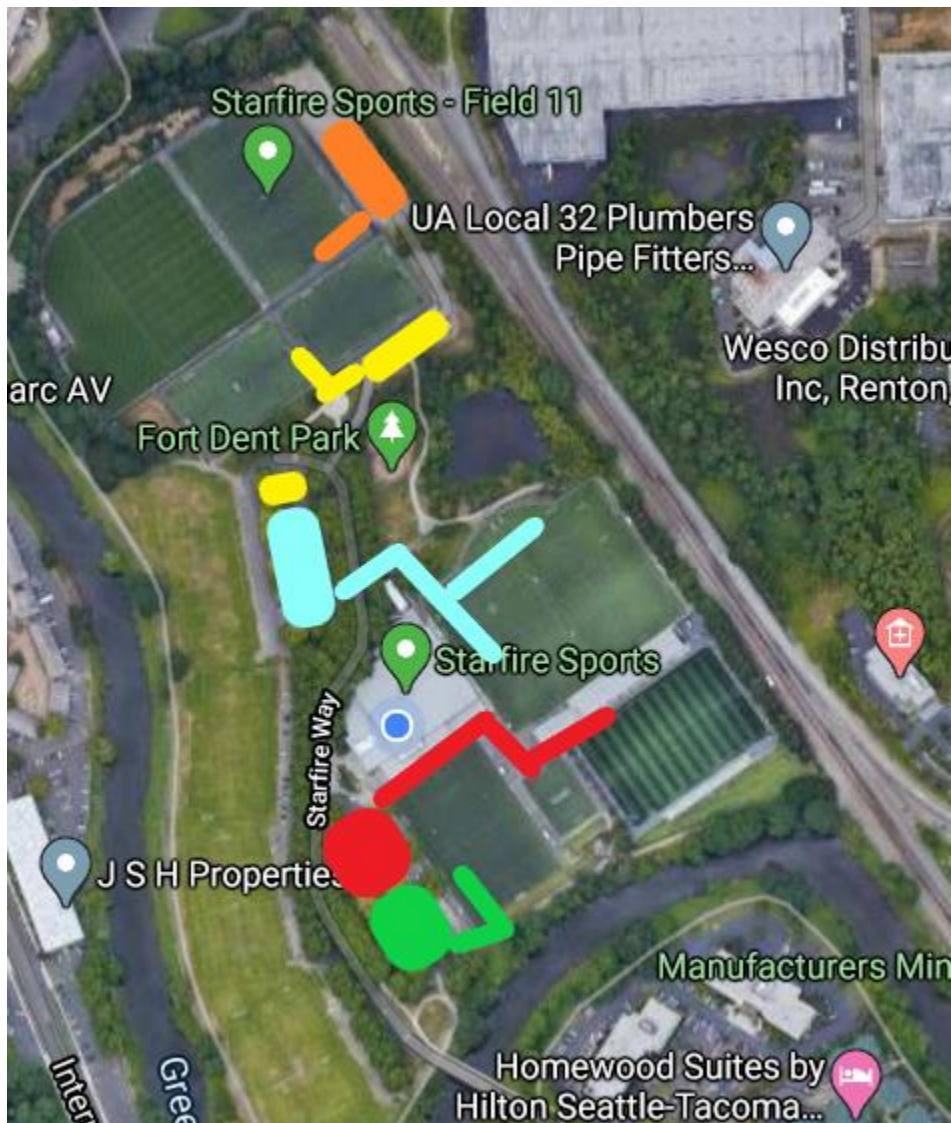 Starfire Sports - Field 11
UA Local 32 Plumbers
Pipe Fitters...
Wesco Distribu
Inc, Renton,
arc AV
Fort Dent Park
Starfire Sports
Starfire Way
J S H Propertie
Manufacturers Min
Homewood Suites by
Hilton Seattle-Tacoma...
Inter
Gree